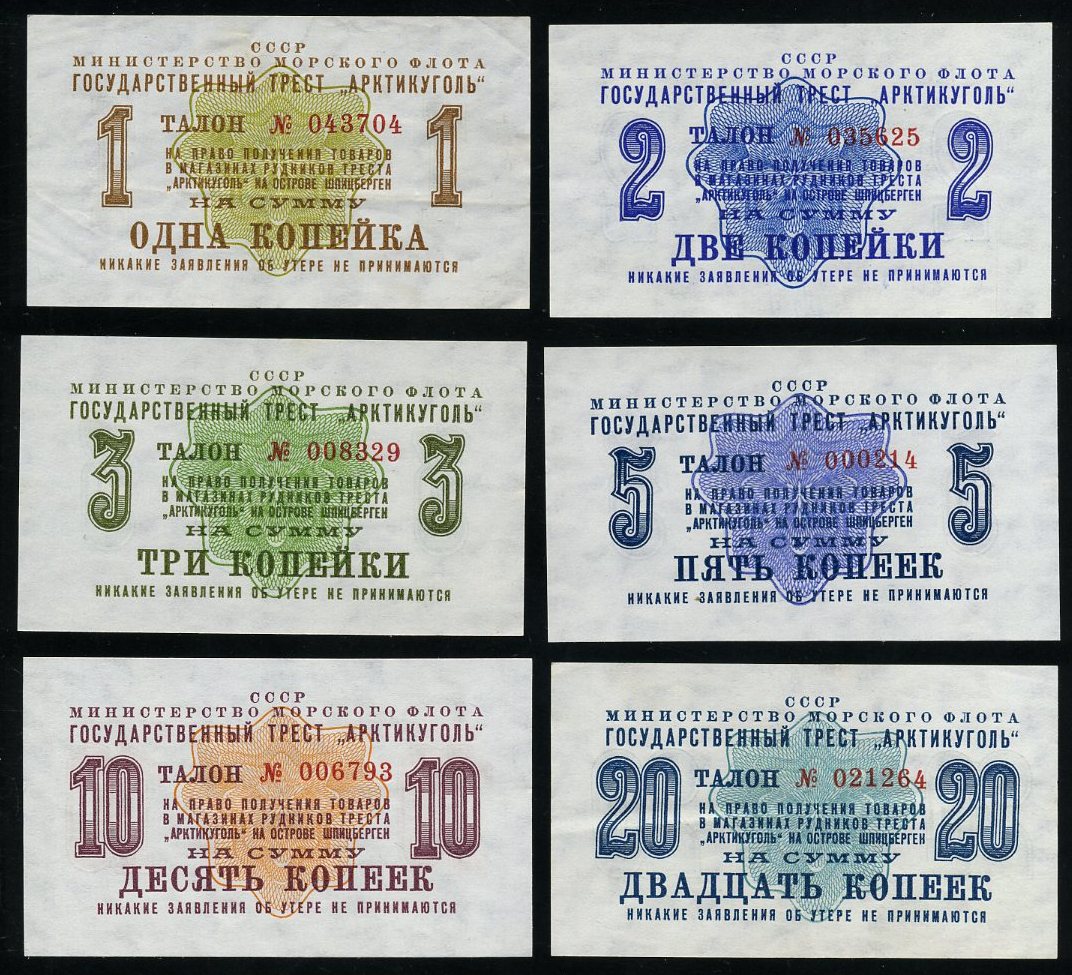 СССР
МИНИСТЕРСТВО МОРСКОГО ФЛОТА
ГОСУДАРСТВЕННЫЙ ТРЕСТ „АРКТИКУГОЛЬ“
1 ТАЛОН № 043704 1
НА ПРАВО ПОЛУЧЕНИЯ ТОВАРОВ
В МАГАЗИНАХ РУДНИКОВ ТРЕСТА
„АРКТИКУГОЛЬ“ НА ОСТРОВЕ ШПИЦБЕРГЕН
НА СУММУ
ОДНА КОПЕЙКА
НИКАКИЕ ЗАЯВЛЕНИЯ ОБ УТЕРЕ НЕ ПРИНИМАЮТСЯ
СССР
МИНИСТЕРСТВО МОРСКОГО ФЛОТА
ГОСУДАРСТВЕННЫЙ ТРЕСТ „АРКТИКУГОЛЬ“
2 ТАЛОН № 035625 2
НА ПРАВО ПОЛУЧЕНИЯ ТОВАРОВ
В МАГАЗИНАХ РУДНИКОВ ТРЕСТА
„АРКТИКУГОЛЬ“ НА ОСТРОВЕ ШПИЦБЕРГЕН
НА СУММУ
ДВЕ КОПЕЙКИ
НИКАКИЕ ЗАЯВЛЕНИЯ ОБ УТЕРЕ НЕ ПРИНИМАЮТСЯ
СССР
МИНИСТЕРСТВО МОРСКОГО ФЛОТА
ГОСУДАРСТВЕННЫЙ ТРЕСТ „АРКТИКУГОЛЬ“
3 ТАЛОН № 008329 3
НА ПРАВО ПОЛУЧЕНИЯ ТОВАРОВ
В МАГАЗИНАХ РУДНИКОВ ТРЕСТА
„АРКТИКУГОЛЬ“ НА ОСТРОВЕ ШПИЦБЕРГЕН
НА СУММУ
ТРИ КОПЕЙКИ
НИКАКИЕ ЗАЯВЛЕНИЯ ОБ УТЕРЕ НЕ ПРИНИМАЮТСЯ
СССР
МИНИСТЕРСТВО МОРСКОГО ФЛОТА
ГОСУДАРСТВЕННЫЙ ТРЕСТ „АРКТИКУГОЛЬ“
5 ТАЛОН № 000214 5
НА ПРАВО ПОЛУЧЕНИЯ ТОВАРОВ
В МАГАЗИНАХ РУДНИКОВ ТРЕСТА
„АРКТИКУГОЛЬ“ НА ОСТРОВЕ ШПИЦБЕРГЕН
НА СУММУ
ПЯТЬ КОПЕЕК
НИКАКИЕ ЗАЯВЛЕНИЯ ОБ УТЕРЕ НЕ ПРИНИМАЮТСЯ
СССР
МИНИСТЕРСТВО МОРСКОГО ФЛОТА
ГОСУДАРСТВЕННЫЙ ТРЕСТ „АРКТИКУГОЛЬ“
10 ТАЛОН № 006793 10
НА ПРАВО ПОЛУЧЕНИЯ ТОВАРОВ
В МАГАЗИНАХ РУДНИКОВ ТРЕСТА
„АРКТИКУГОЛЬ“ НА ОСТРОВЕ ШПИЦБЕРГЕН
НА СУММУ
ДЕСЯТЬ КОПЕЕК
НИКАКИЕ ЗАЯВЛЕНИЯ ОБ УТЕРЕ НЕ ПРИНИМАЮТСЯ
СССР
МИНИСТЕРСТВО МОРСКОГО ФЛОТА
ГОСУДАРСТВЕННЫЙ ТРЕСТ „АРКТИКУГОЛЬ“
20 ТАЛОН № 021264 20
НА ПРАВО ПОЛУЧЕНИЯ ТОВАРОВ
В МАГАЗИНАХ РУДНИКОВ ТРЕСТА
„АРКТИКУГОЛЬ“ НА ОСТРОВЕ ШПИЦБЕРГЕН
НА СУММУ
ДВАДЦАТЬ КОПЕЕК
НИКАКИЕ ЗАЯВЛЕНИЯ ОБ УТЕРЕ НЕ ПРИНИМАЮТСЯ